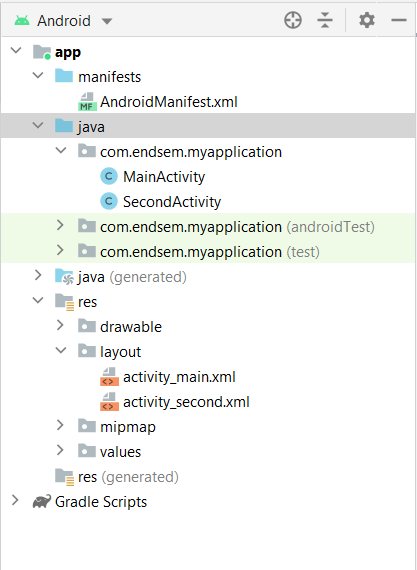 Android
app
manifests
MF AndroidManifest.xml
java
com.endsem.myapplication
C MainActivity
C SecondActivity
com.endsem.myapplication (androidTest)
com.endsem.myapplication (test)
java (generated)
res
drawable
layout
<> activity_main.xml
<> activity_second.xml
mipmap
values
res (generated)
Gradle Scripts